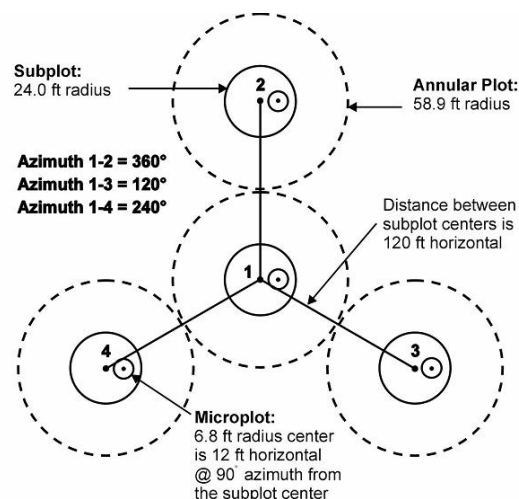 Subplot:
24.0 ft radius
2
Annular Plot:
58.9 ft radius
Azimuth 1-2 = 360°
Azimuth 1-3 = 120°
Azimuth 1-4 = 240°
Distance between
subplot centers is
120 ft horizontal
1
4
3
Microplot:
6.8 ft radius center
is 12 ft horizontal
@ 90° azimuth from
the subplot center